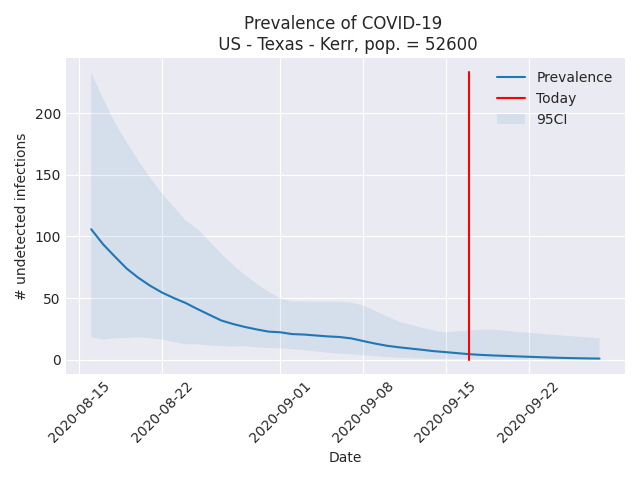 Prevalence of COVID-19
US - Texas - Kerr, pop. = 52600
Prevalence
Today
95CI
# undetected infections
200
150
100
50
0
2020-08-15
2020-08-22
2020-09-01
2020-09-08
2020-09-15
2020-09-22
Date